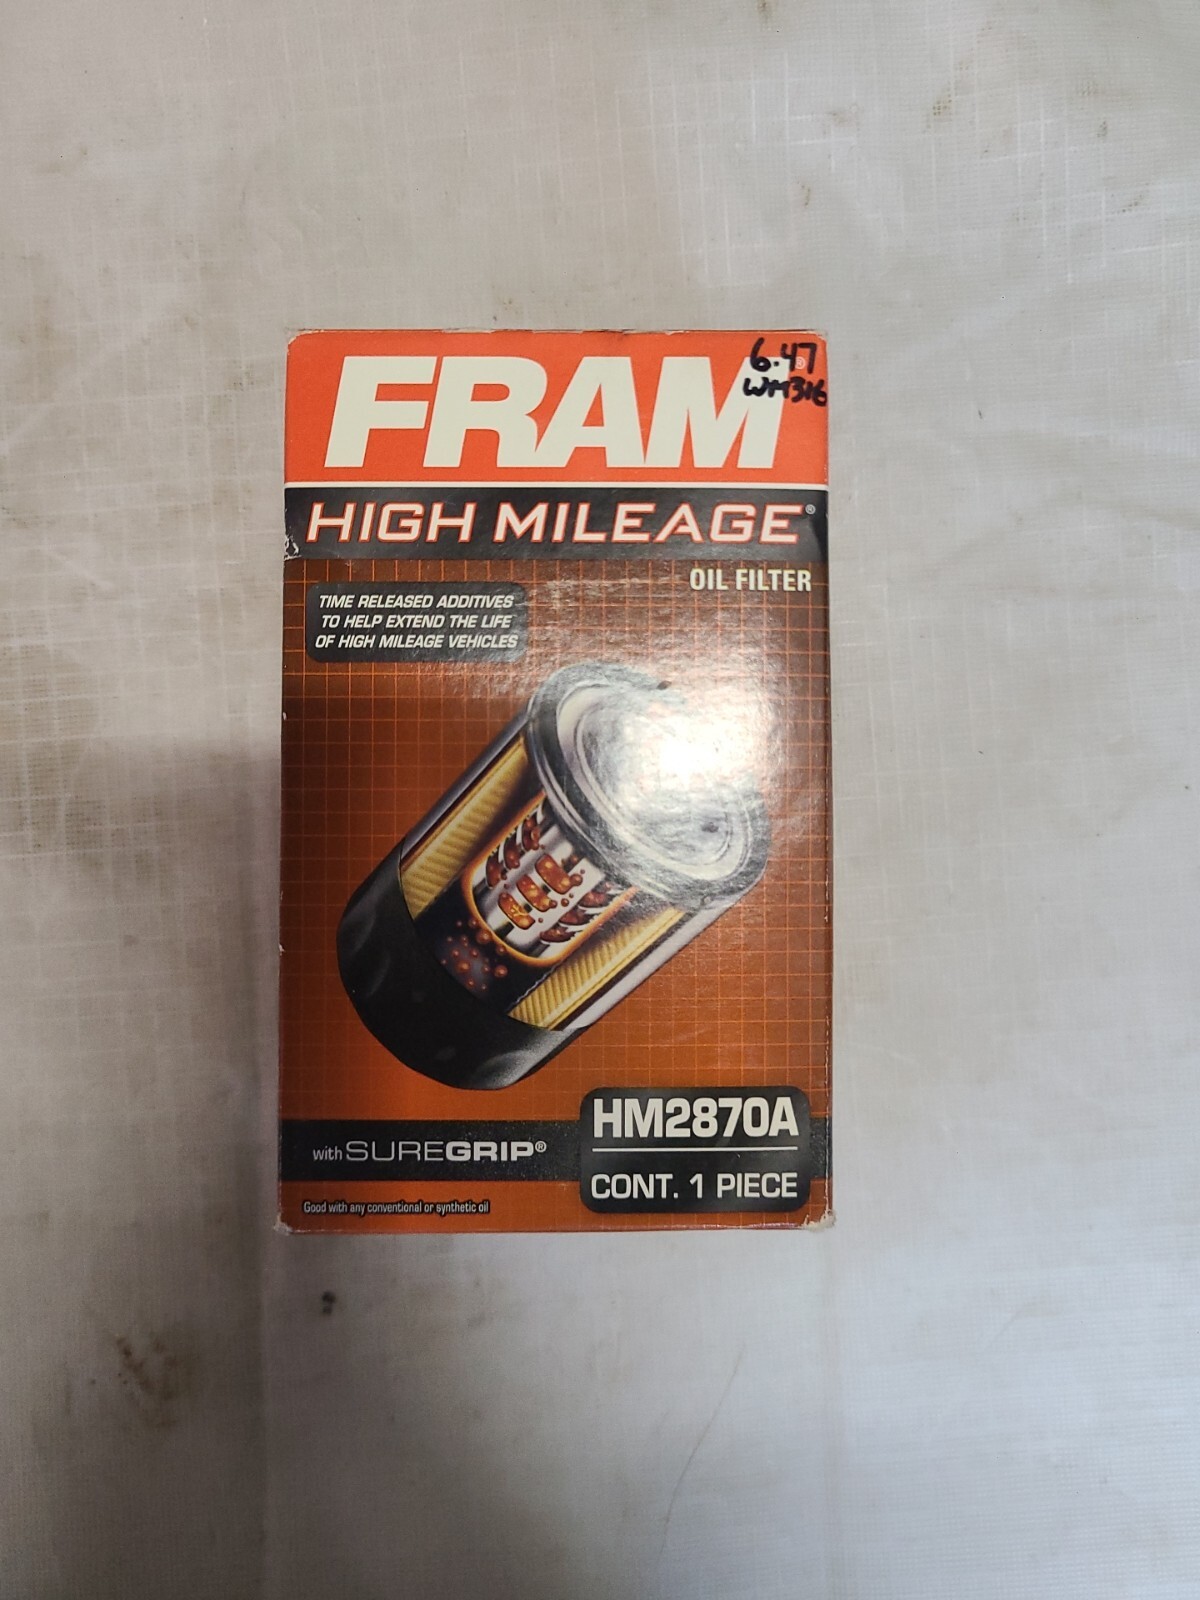 6.47
WM316
FRAM®
HIGH MILEAGE®
OIL FILTER
TIME RELEASED ADDITIVES
TO HELP EXTEND THE LIFE
OF HIGH MILEAGE VEHICLES
HM2870A
CONT. 1 PIECE
with SUREGRIP®
Good with any conventional or synthetic oil